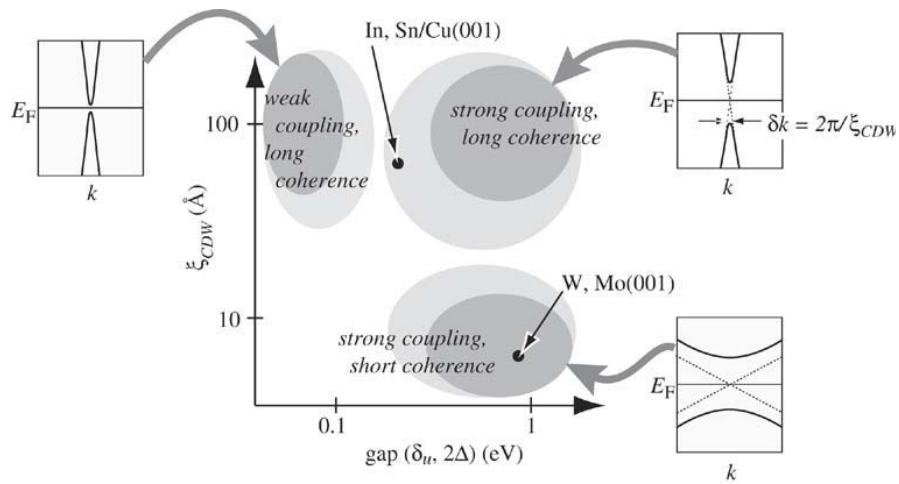 In, Sn/Cu(001)
E_F
k
weak
coupling,
long
coherence
strong coupling,
long coherence
E_F
δk = 2π/ξ_CDW
k
100
10
ξ_CDW (Å)
W, Mo(001)
strong coupling,
short coherence
E_F
k
0.1
1
gap (δ_u, 2Δ) (eV)